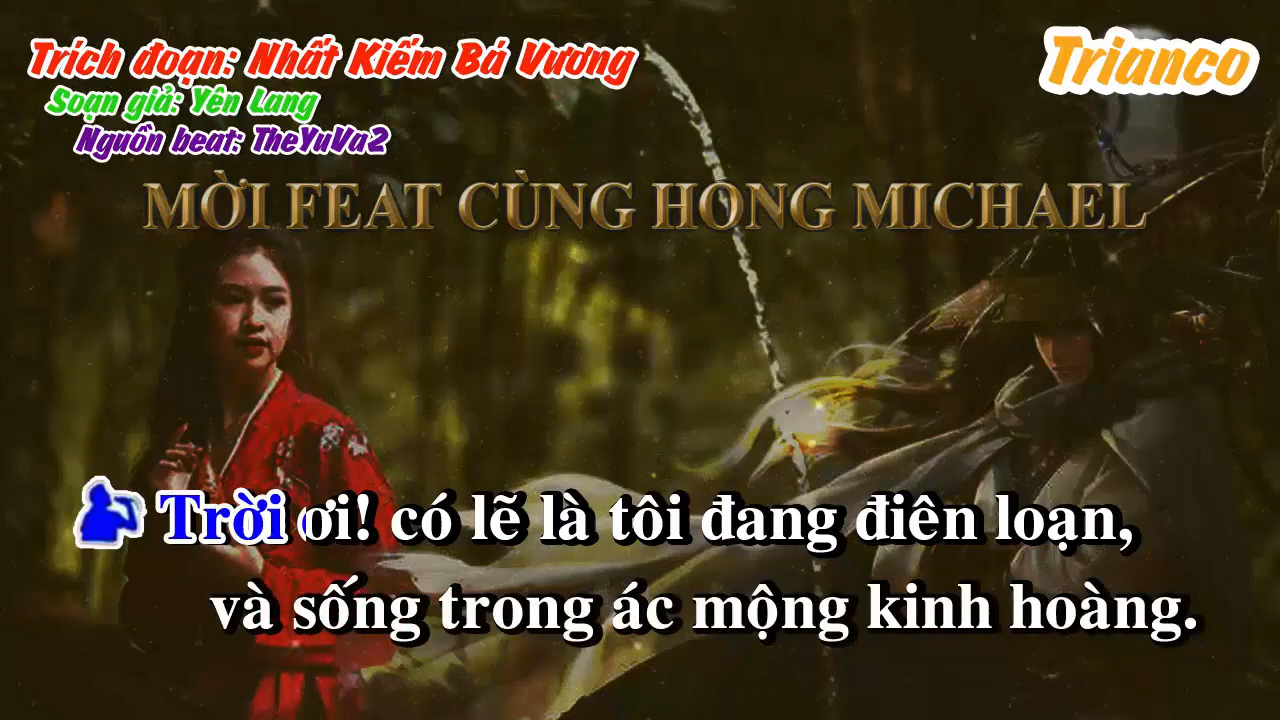 Trích đoạn: Nhất Kiếm Bá Vương
Trianco
Soạn giả: Yên Lang
Nguồn beat: TheYuVa2
MỜI FEAT CÙNG HONG MICHAEL
Trời ơi! có lẽ là tôi đang điên loạn,
và sống trong ác mộng kinh hoàng.